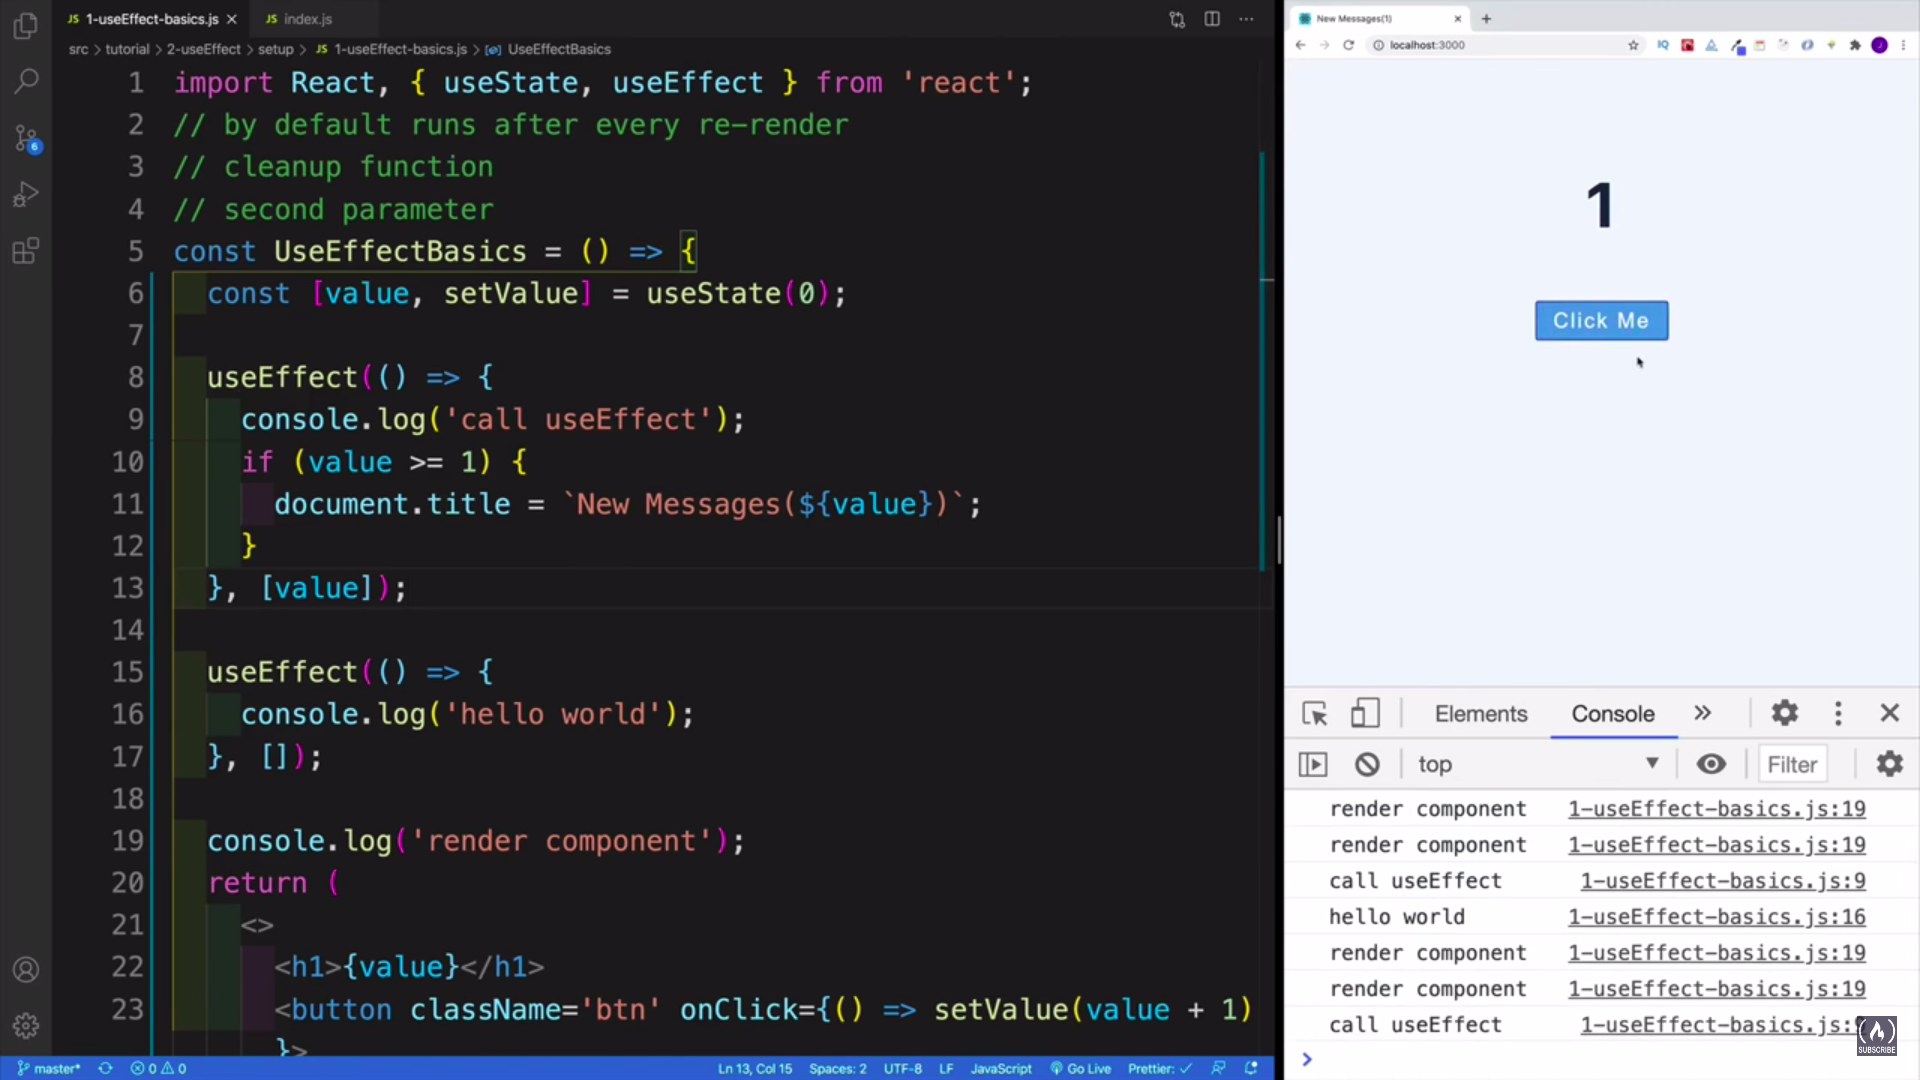 JS 1-useEffect-basics.js
JS index.js
src > tutorial > 2-useEffect > setup > JS 1-useEffect-basics.js > UseEffectBasics
1 import React, { useState, useEffect } from 'react';
2 // by default runs after every re-render
3 // cleanup function
4 // second parameter
5 const UseEffectBasics = () => {
6 const [value, setValue] = useState(0);
7
8 useEffect(() => {
9 console.log('call useEffect');
10 if (value >= 1) {
11 document.title = `New Messages(${value})`;
12 }
13 }, [value]);
14
15 useEffect(() => {
16 console.log('hello world');
17 }, []);
18
19 console.log('render component');
20 return (
21 <>
22 <h1>{value}</h1>
23 <button className='btn' onClick={() => setValue(value + 1)
}>
6
master* 0 0 Ln 13, Col 15 Spaces: 2 UTF-8 LF JavaScript Go Live Prettier: ✓
New Messages(1)
localhost:3000
1
Click Me
Elements Console
top Filter
render component 1-useEffect-basics.js:19
render component 1-useEffect-basics.js:19
call useEffect 1-useEffect-basics.js:9
hello world 1-useEffect-basics.js:16
render component 1-useEffect-basics.js:19
render component 1-useEffect-basics.js:19
call useEffect 1-useEffect-basics.js:
SUBSCRIBE